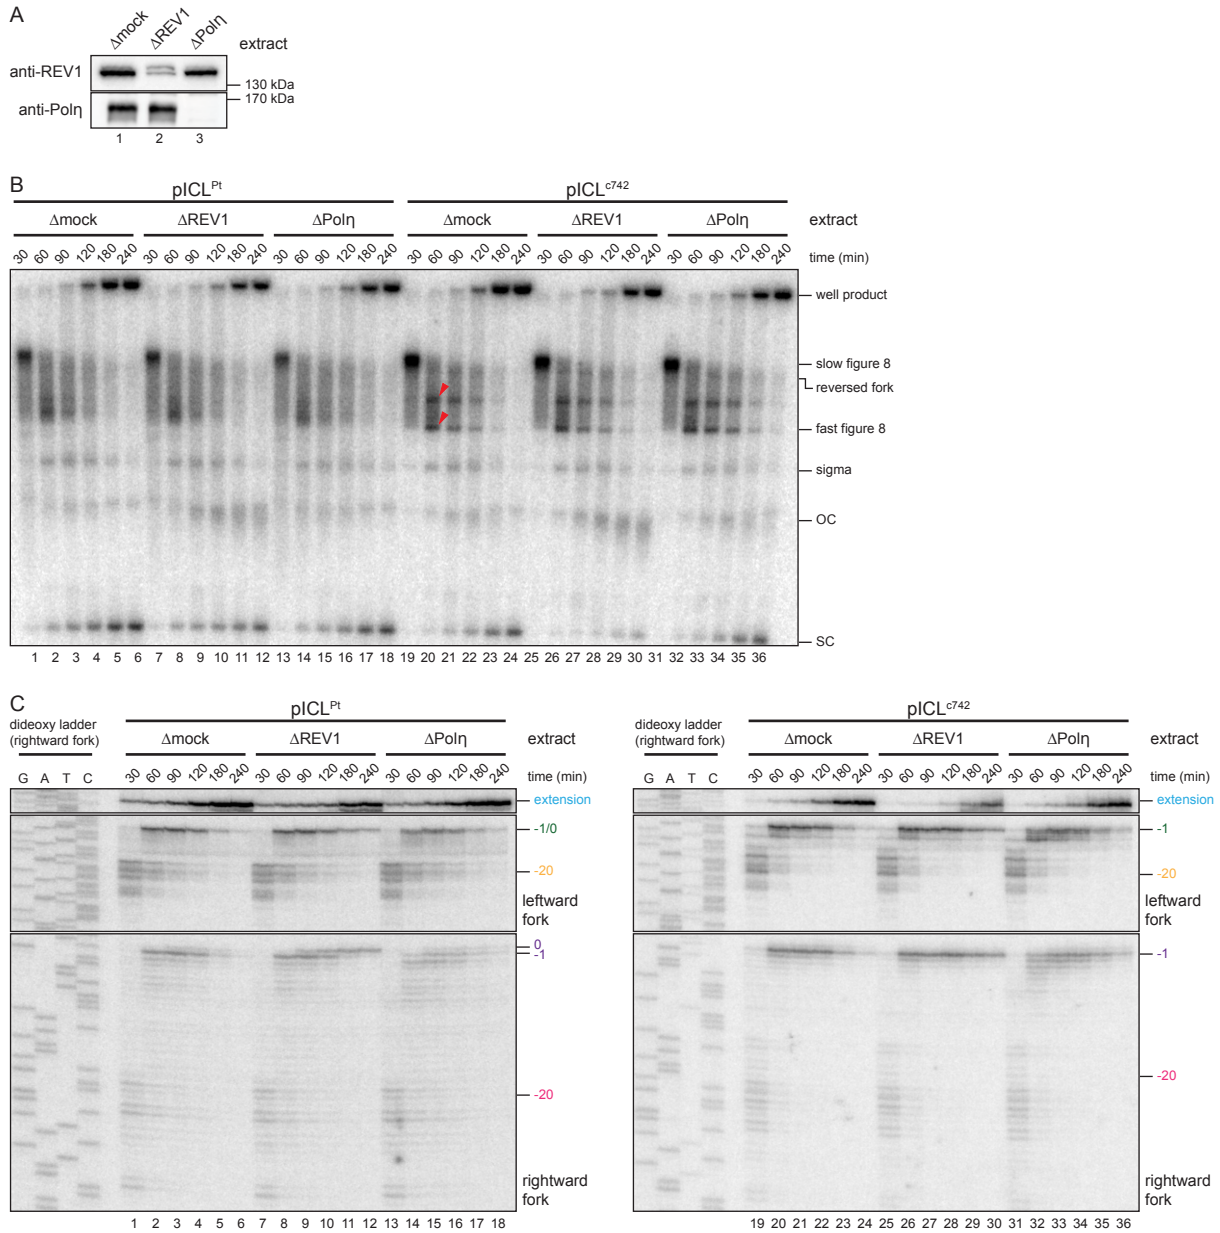 A
Δmock ΔREV1 ΔPolη extract
anti-REV1
130 kDa
170 kDa
anti-Polη
1 2 3
B
pICLPt pICLc742
Δmock ΔREV1 ΔPolη Δmock ΔREV1 ΔPolη extract
30 60 90 120 180 240 30 60 90 120 180 240 30 60 90 120 180 240 30 60 90 120 180 240 30 60 90 120 180 240 30 60 90 120 180 240 time (min)
well product
slow figure 8
reversed fork
fast figure 8
sigma
OC
SC
1 2 3 4 5 6 7 8 9 10 11 12 13 14 15 16 17 18 19 20 21 22 23 24 25 26 27 28 29 30 31 32 33 34 35 36
C
dideoxy ladder
(rightward fork)
pICLPt
Δmock ΔREV1 ΔPolη extract
G A T C 30 60 90 120 180 240 30 60 90 120 180 240 30 60 90 120 180 240 time (min)
extension
-1/0
-20
leftward
fork
0
-1
-20
rightward
fork
1 2 3 4 5 6 7 8 9 10 11 12 13 14 15 16 17 18
dideoxy ladder
(rightward fork)
pICLc742
Δmock ΔREV1 ΔPolη extract
G A T C 30 60 90 120 180 240 30 60 90 120 180 240 30 60 90 120 180 240 time (min)
extension
-1
-20
leftward
fork
-1
-20
rightward
fork
19 20 21 22 23 24 25 26 27 28 29 30 31 32 33 34 35 36